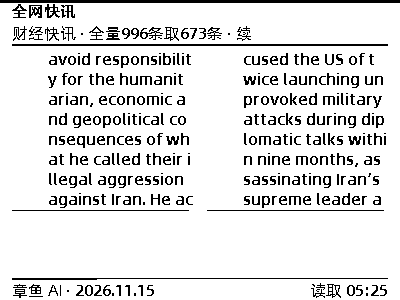 全网快讯
财经快讯 · 全量996条取673条 · 续
avoid responsibilit
y for the humanit
arian, economic a
nd geopolitical co
nsequences of wh
at he called their i
llegal aggression
against Iran. He ac
cused the US of t
wice launching un
provoked military
attacks during dip
lomatic talks withi
n nine months, as
sassinating Iran’s
supreme leader a
章鱼 AI · 2026.11.15
读取 05:25